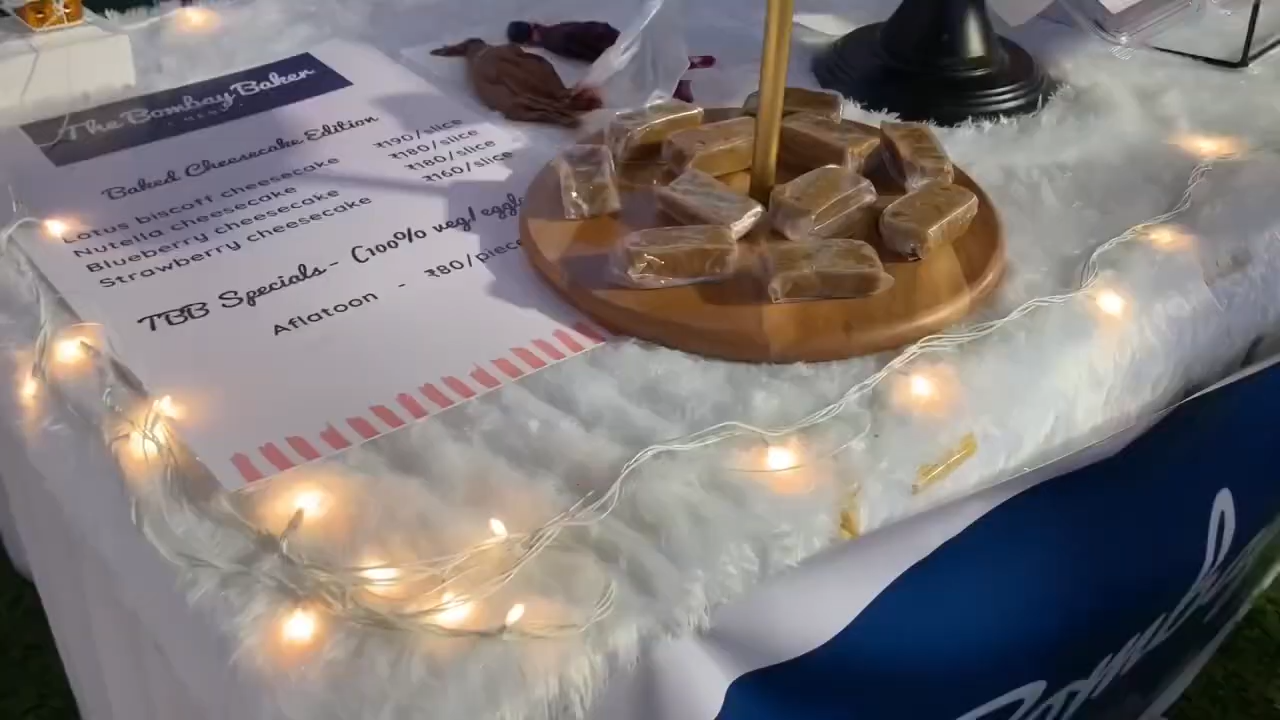 The Bombay Baker
MENU
Baked Cheesecake Edition
Lotus biscoff cheesecake ₹190/slice
Nutella cheesecake ₹180/slice
Blueberry cheesecake ₹180/slice
Strawberry cheesecake ₹160/slice
TBB Specials - (100% veg/
Aflatoon - ₹80/piece